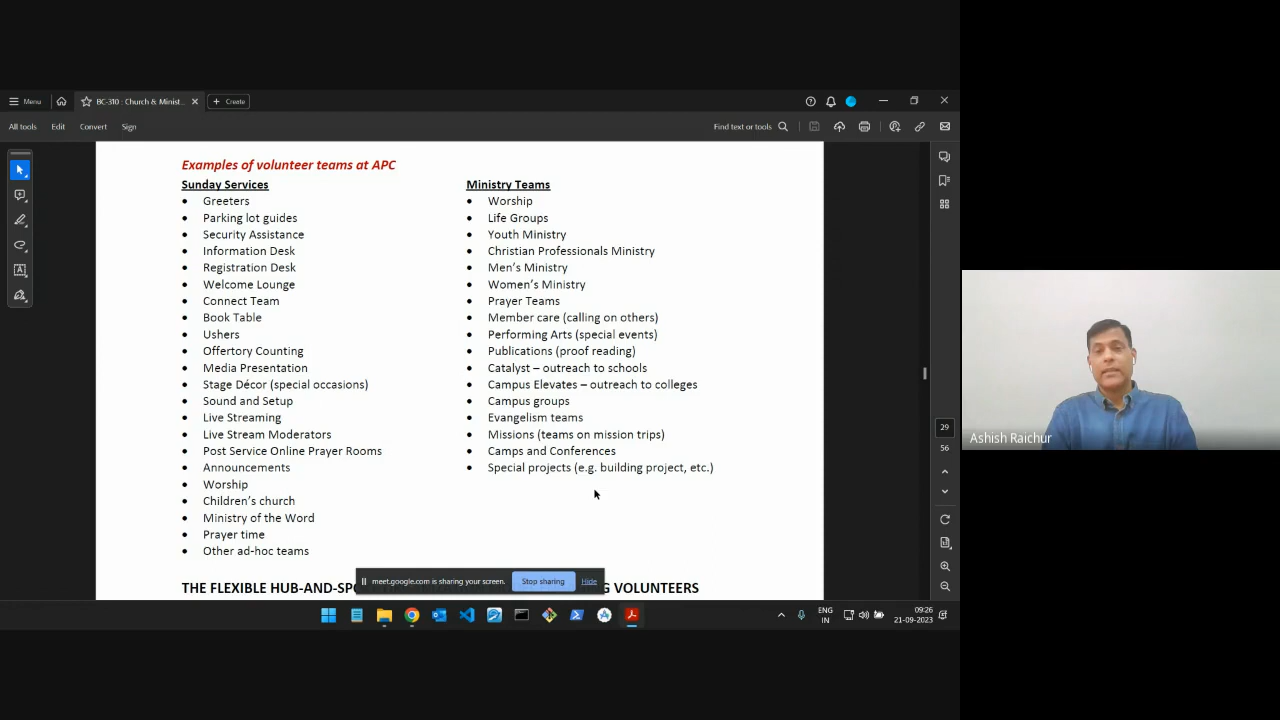 Menu
BC-310 : Church & Minist...
Create
All tools
Edit
Convert
Sign
Find text or tools
Examples of volunteer teams at APC
Sunday Services
• Greeters
• Parking lot guides
• Security Assistance
• Information Desk
• Registration Desk
• Welcome Lounge
• Connect Team
• Book Table
• Ushers
• Offertory Counting
• Media Presentation
• Stage Décor (special occasions)
• Sound and Setup
• Live Streaming
• Live Stream Moderators
• Post Service Online Prayer Rooms
• Announcements
• Worship
• Children's church
• Ministry of the Word
• Prayer time
• Other ad-hoc teams
Ministry Teams
• Worship
• Life Groups
• Youth Ministry
• Christian Professionals Ministry
• Men's Ministry
• Women's Ministry
• Prayer Teams
• Member care (calling on others)
• Performing Arts (special events)
• Publications (proof reading)
• Catalyst – outreach to schools
• Campus Elevates – outreach to colleges
• Campus groups
• Evangelism teams
• Missions (teams on mission trips)
• Camps and Conferences
• Special projects (e.g. building project, etc.)
THE FLEXIBLE HUB-AND-SPO
G VOLUNTEERS
meet.google.com is sharing your screen.
Stop sharing
Hide
29
56
Ashish Raichur
ENG
IN
09:26
21-09-2023